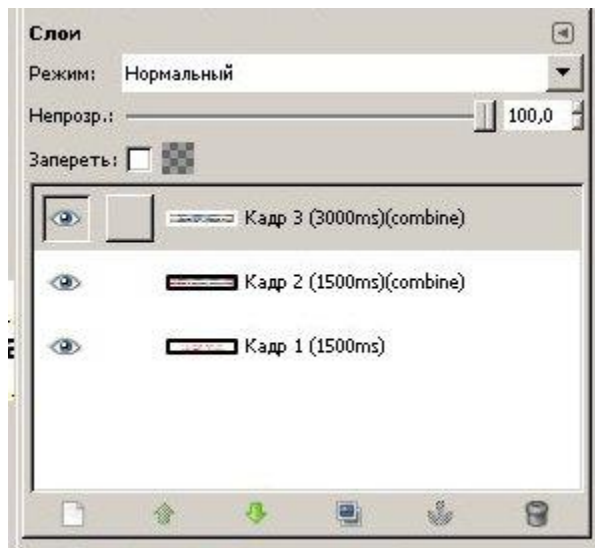 Слои
Режим: Нормальный
Непрозр.: 100,0
Запереть:
Кадр 3 (3000ms)(combine)
Кадр 2 (1500ms)(combine)
Кадр 1 (1500ms)